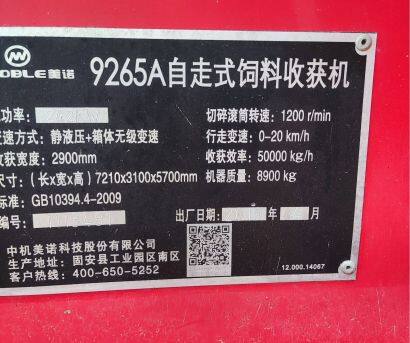 OBLE美诺
9265A自走式饲料收获机
功率： 切碎滚筒转速：1200 r/min
变速方式：静液压+箱体无级变速 行走变速：0-20 km/h
收获宽度：2900mm 收获效率：50000 kg/h
尺寸：（长x宽x高）7210x3100x5700mm 机器质量：8900kg
标准：GB10394.4-2009
编号： 出厂日期： 年 月
中机美诺科技股份有限公司
生产地址：固安县工业园区南区
客户热线：400-650-5252
12.000.14067